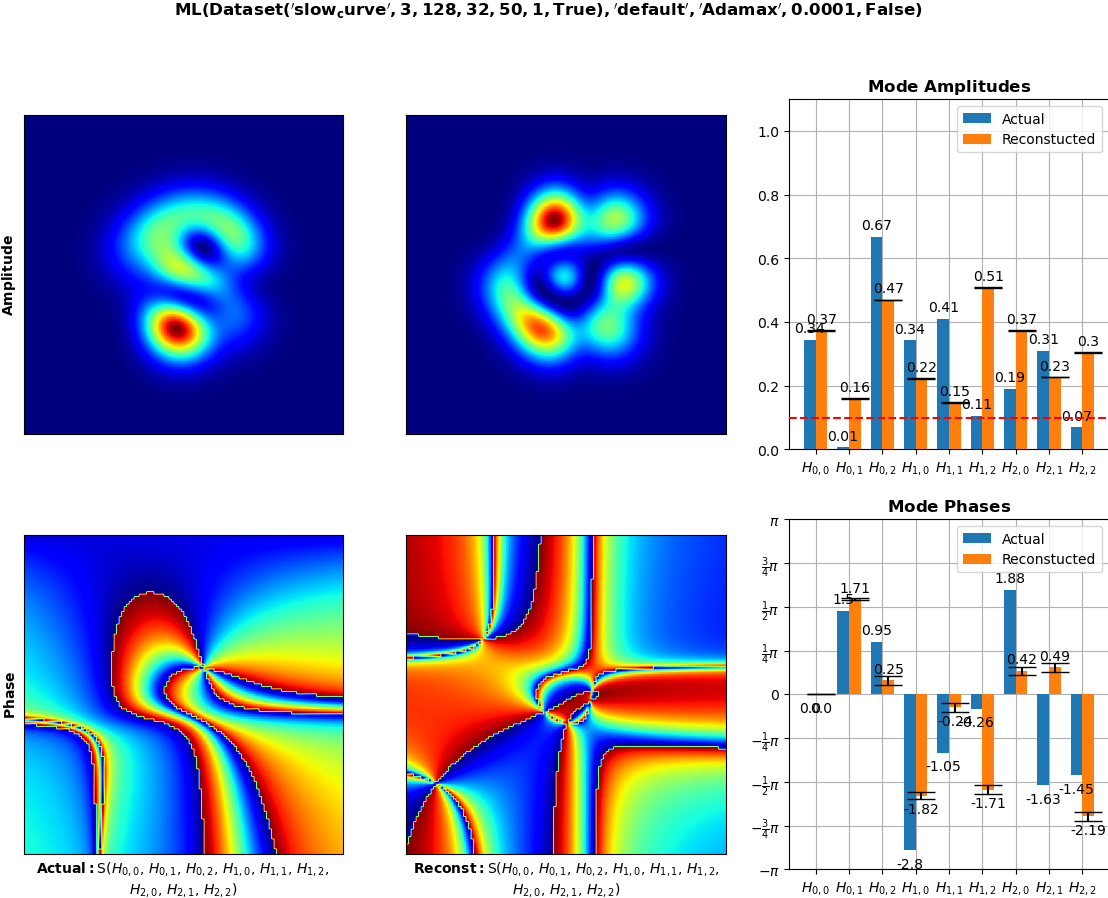 ML(Dataset('slow_curve', 3, 128, 32, 50, 1, True), 'default', 'Adamax', 0.0001, False)
Mode Amplitudes
Amplitude
Actual
Reconstucted
1.0
0.8
0.6
0.4
0.2
0.0
0.34
0.37
0.01
0.16
0.67
0.47
0.34
0.22
0.41
0.15
0.11
0.51
0.19
0.37
0.31
0.23
0.07
0.3
H0,0 H0,1 H0,2 H1,0 H1,1 H1,2 H2,0 H2,1 H2,2
Mode Phases
Phase
Actual
Reconstucted
π
3/4π
1/2π
1/4π
0
−1/4π
−1/2π
−3/4π
−π
0.0
0.0
1.71
0.95
0.25
-2.8
-1.82
-1.05
-0.24
-0.26
-1.71
1.88
0.42
-1.63
0.49
-1.45
-2.19
H0,0 H0,1 H0,2 H1,0 H1,1 H1,2 H2,0 H2,1 H2,2
Actual: S(H0,0, H0,1, H0,2, H1,0, H1,1, H1,2,
H2,0, H2,1, H2,2)
Reconst: S(H0,0, H0,1, H0,2, H1,0, H1,1, H1,2,
H2,0, H2,1, H2,2)